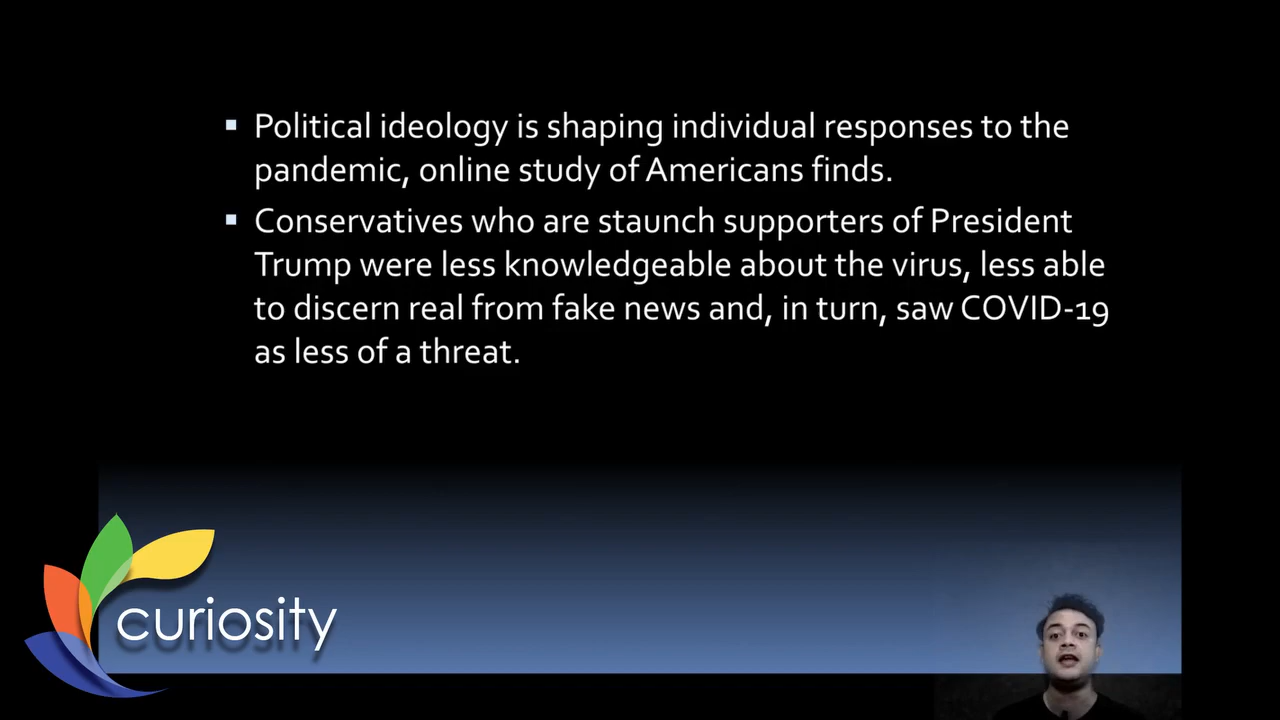 Political ideology is shaping individual responses to the
pandemic, online study of Americans finds.
Conservatives who are staunch supporters of President
Trump were less knowledgeable about the virus, less able
to discern real from fake news and, in turn, saw COVID-19
as less of a threat.
curiosity